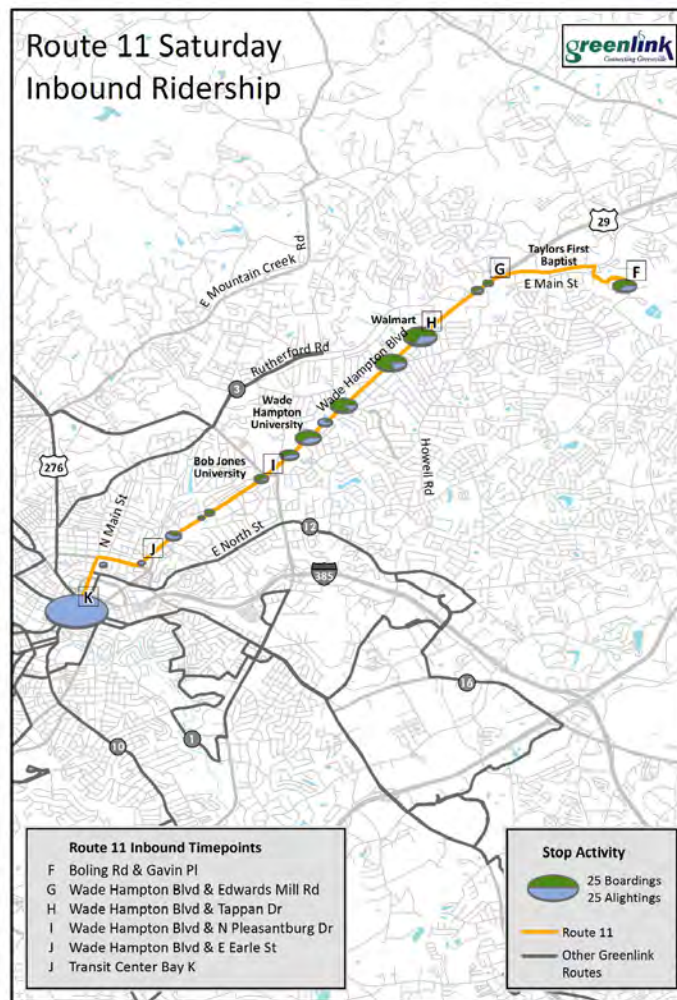 Route 11 Saturday
Inbound Ridership
greenlink
Connecting Greenville
29
Taylors First
Baptist
F
G
E Main St
E Mountain Creek Rd
Walmart
H
Wade Hampton Blvd
Rutherford Rd
3
Wade
Hampton
University
Howell Rd
I
Bob Jones
University
276
N Main St
J
E North St
12
385
K
16
1
10
Route 11 Inbound Timepoints
F Boling Rd & Gavin Pl
G Wade Hampton Blvd & Edwards Mill Rd
H Wade Hampton Blvd & Tappan Dr
I Wade Hampton Blvd & N Pleasantburg Dr
J Wade Hampton Blvd & E Earle St
J Transit Center Bay K
Stop Activity
25 Boardings
25 Alightings
Route 11
Other Greenlink
Routes